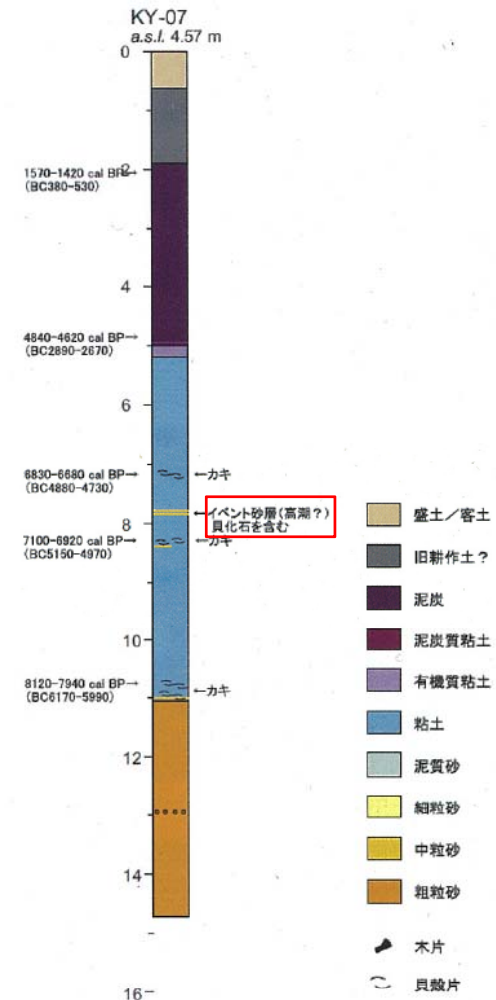 KY-07
a.s.l. 4.57 m
0
1570-1420 cal BP→
2
(BC380-530)
4
4840-4620 cal BP→
(BC2890-2670)
6
6830-6680 cal BP→
←カキ
(BC4880-4730)
←イベント砂層(高潮?)
貝化石を含む
8
7100-6920 cal BP→
←カキ
(BC5150-4970)
10
8120-7940 cal BP→
←カキ
(BC6170-5990)
12
14
16
盛土／客土
旧耕作土?
泥炭
泥炭質粘土
有機質粘土
粘土
泥質砂
細粒砂
中粒砂
粗粒砂
木片
貝殻片